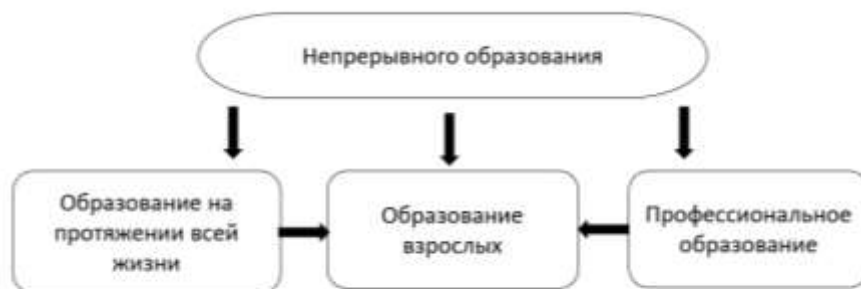 Непрерывного образования
Образование на
протяжении всей
жизни
Образование
взрослых
Профессиональное
образование